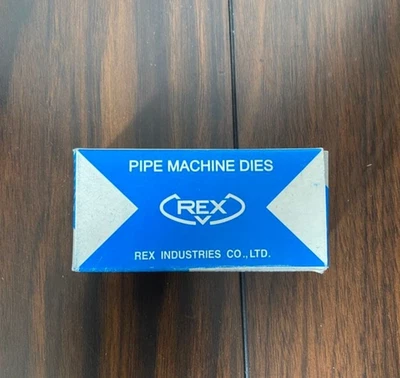 PIPE MACHINE DIES
REX
REX INDUSTRIES CO.,LTD.